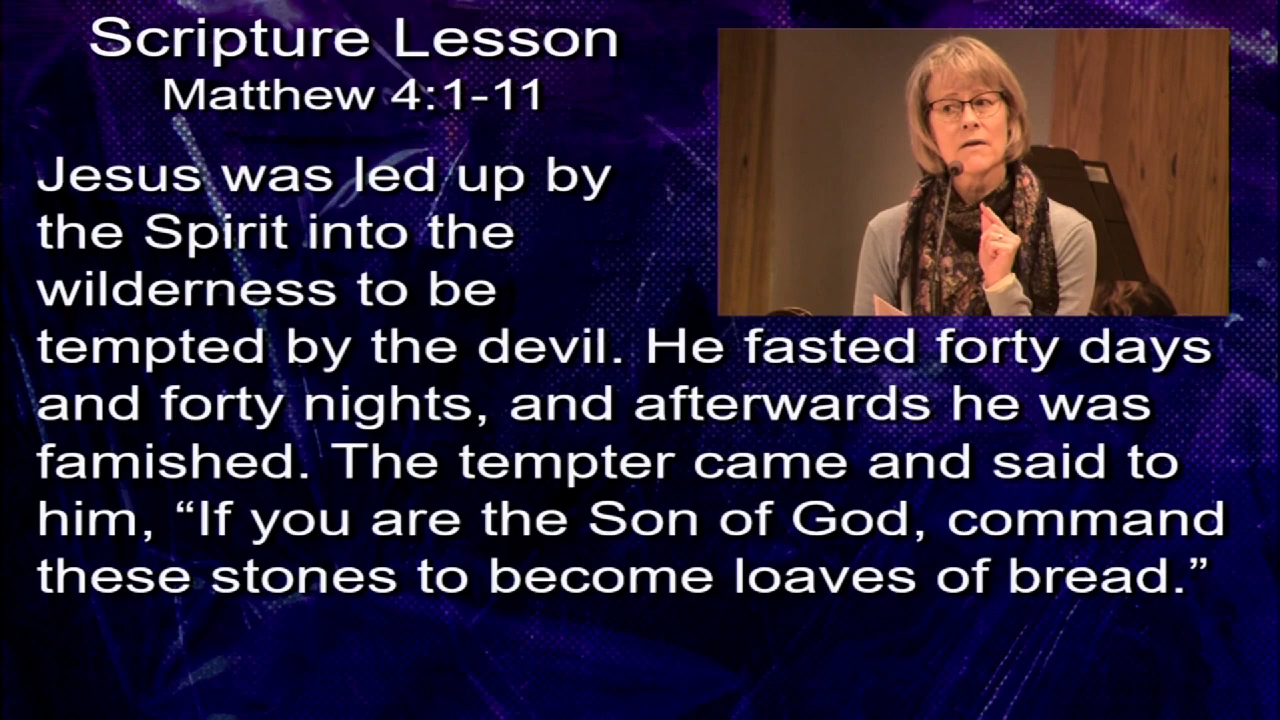 Scripture Lesson
Matthew 4:1-11
Jesus was led up by
the Spirit into the
wilderness to be
tempted by the devil. He fasted forty days
and forty nights, and afterwards he was
famished. The tempter came and said to
him, “If you are the Son of God, command
these stones to become loaves of bread.”